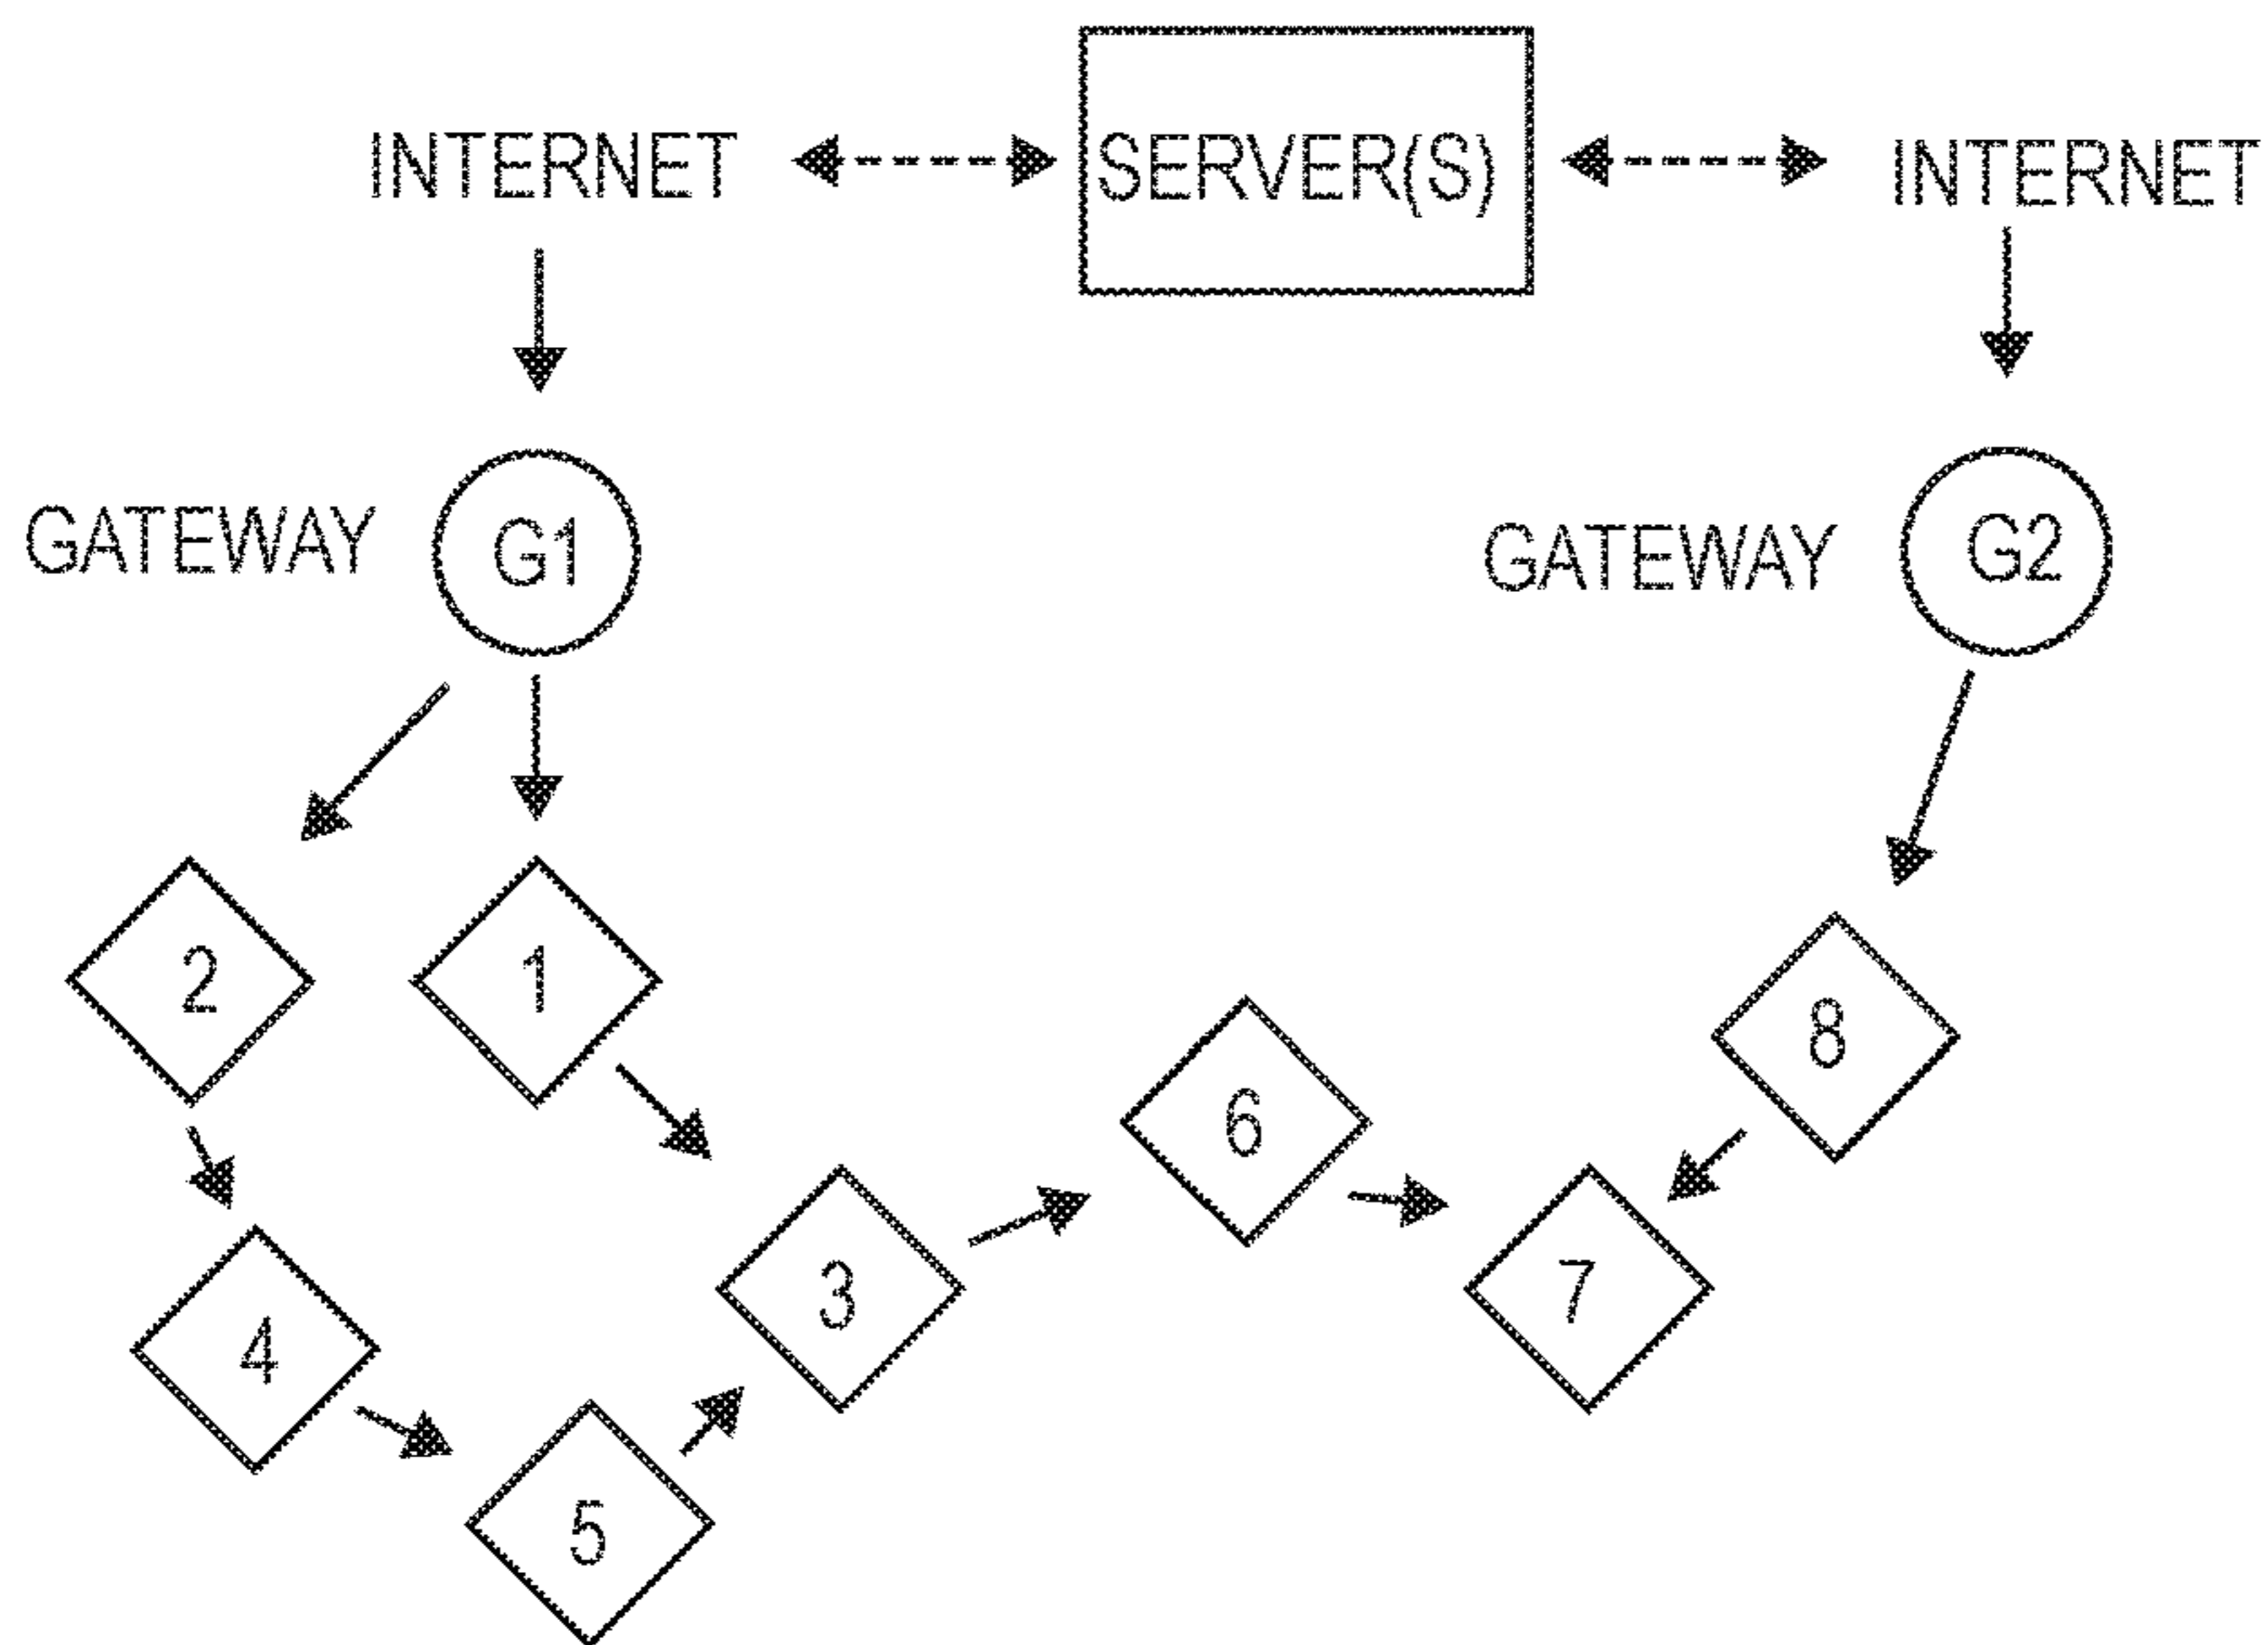 INTERNET
SERVER(S)
INTERNET
GATEWAY
G1
GATEWAY
G2
2
1
8
6
3
7
4
5